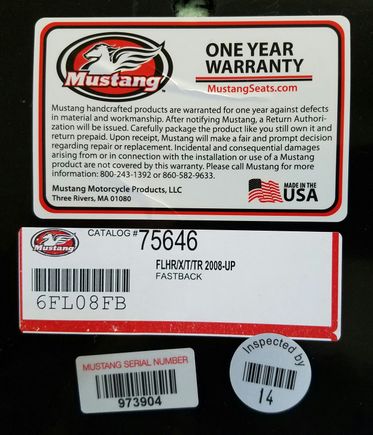 Mustang
ONE YEAR
WARRANTY
MustangSeats.com
Mustang handcrafted products are warranted for one year against defects
in material and workmanship. After notifying Mustang, a Return Authori-
zation will be issued. Carefully package the product like you still own it and
return prepaid. Upon receipt, Mustang will make a fair and prompt decision
regarding repair or replacement. Incidental and consequential damages
arising from or in connection with the installation or use of a Mustang
product are not covered by this warranty. Please call Mustang for more
information: 800-243-1392 or 860-582-9633.
Mustang Motorcycle Products, LLC
Three Rivers, MA 01080
MADE IN THE
USA
Mustang
CATALOG #75646
FLHR/X/T/TR 2008-UP
FASTBACK
6FL08FB
MUSTANG SERIAL NUMBER
973904
Inspected by
14